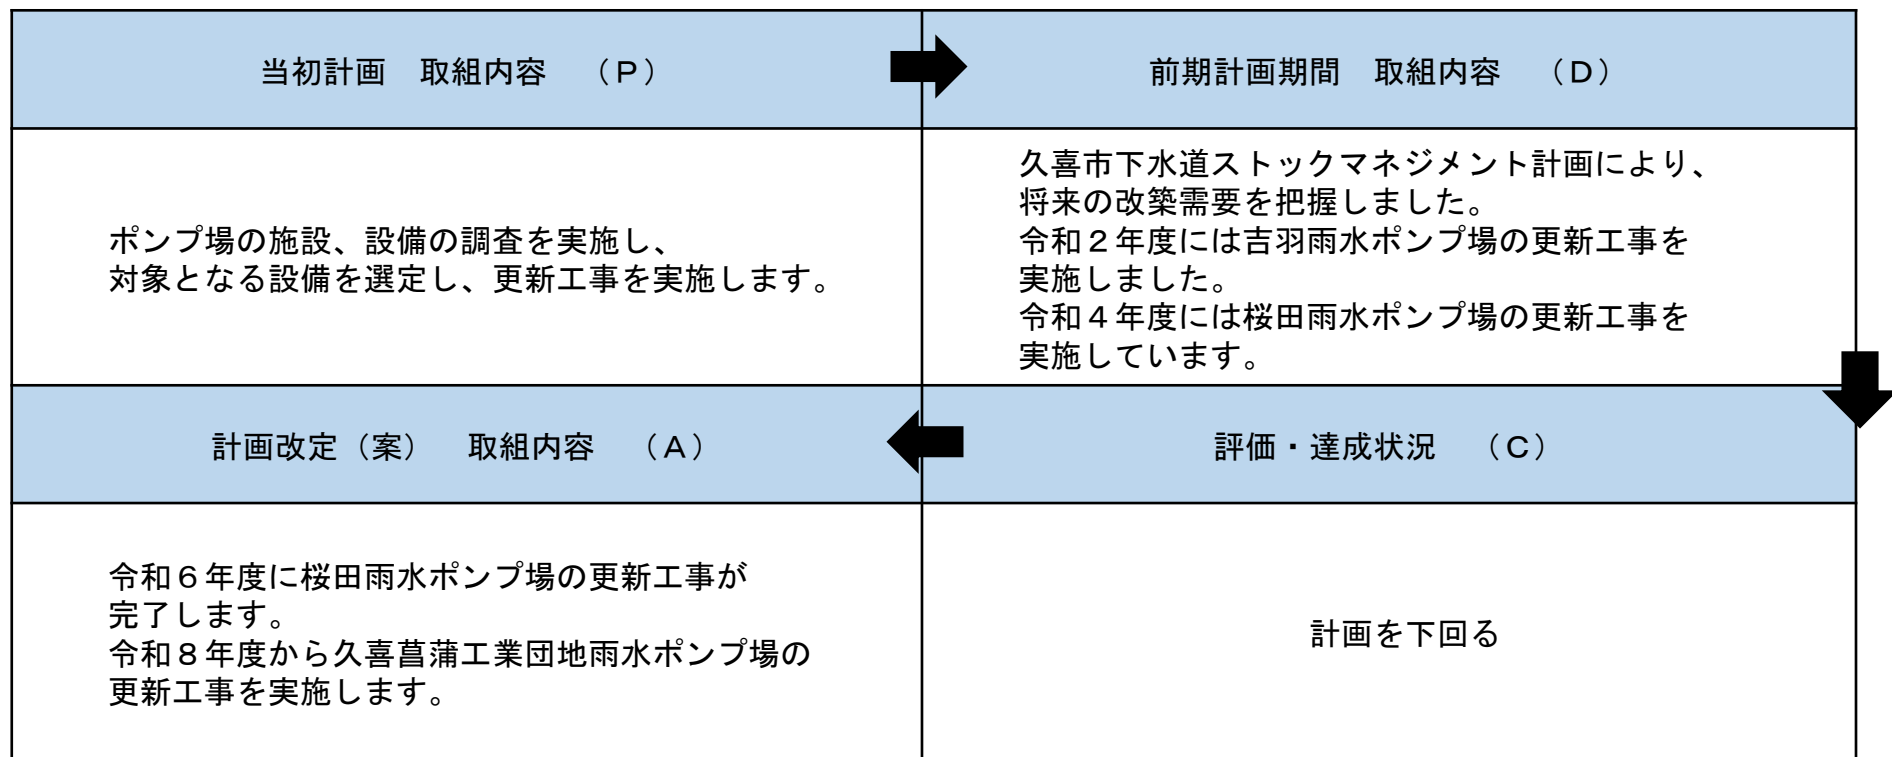 当初計画　取組内容　（Ｐ）
前期計画期間　取組内容　（Ｄ）
ポンプ場の施設、設備の調査を実施し、
対象となる設備を選定し、更新工事を実施します。
久喜市下水道ストックマネジメント計画により、
将来の改築需要を把握しました。
令和２年度には吉羽雨水ポンプ場の更新工事を
実施しました。
令和４年度には桜田雨水ポンプ場の更新工事を
実施しています。
計画改定（案）　取組内容　（Ａ）
評価・達成状況　（Ｃ）
令和６年度に桜田雨水ポンプ場の更新工事が
完了します。
令和８年度から久喜菖蒲工業団地雨水ポンプ場の
更新工事を実施します。
計画を下回る